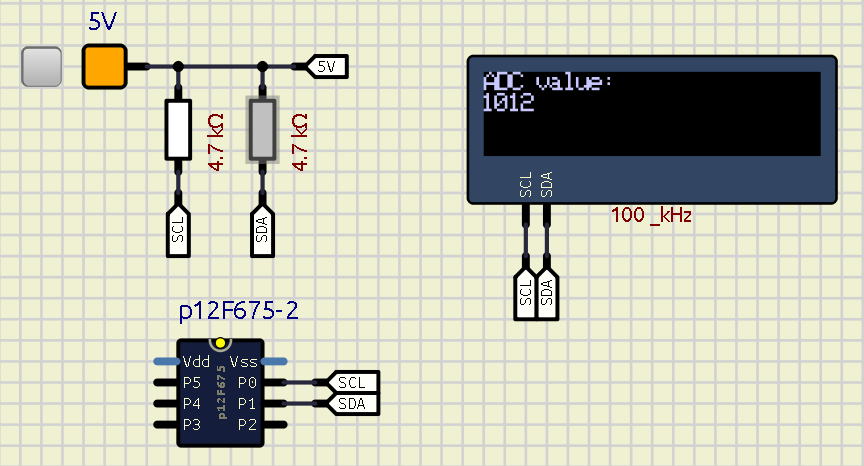 5V
5V
4.7 kΩ
4.7 kΩ
SCL
SDA
ADC value:
1012
SCL
SDA
100 _kHz
SCL
SDA
p12F675-2
Vdd
Vss
P5
P0
P4
P1
P3
P2
p12F675
SCL
SDA